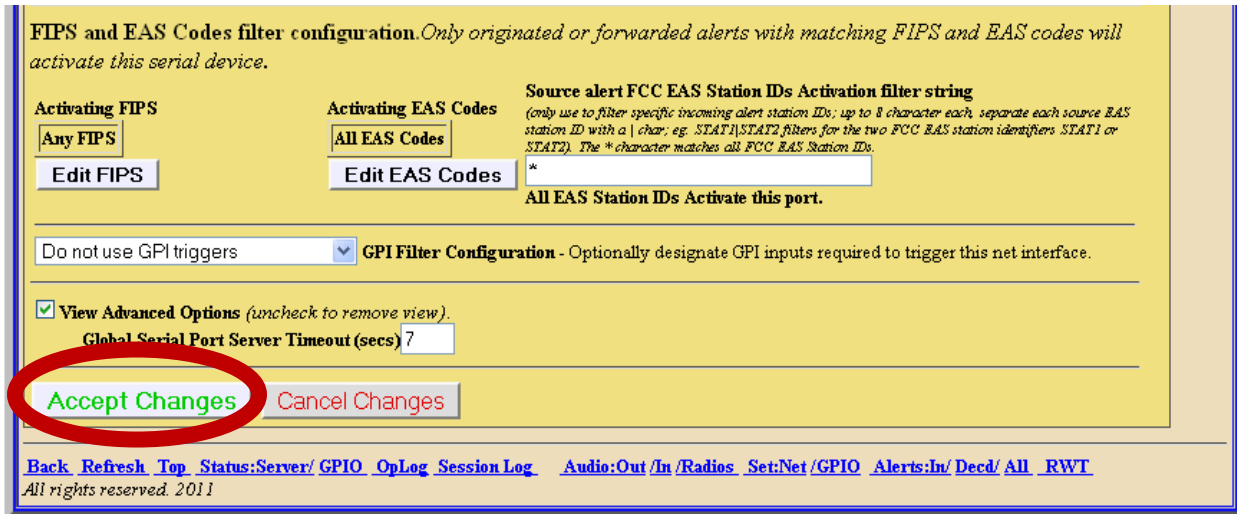 FIPS and EAS Codes filter configuration.Only originated or forwarded alerts with matching FIPS and EAS codes will
activate this serial device.
Activating FIPS
Any FIPS
Edit FIPS
Activating EAS Codes
All EAS Codes
Edit EAS Codes
Source alert FCC EAS Station IDs Activation filter string
(only use to filter specific incoming alert station IDs; up to 8 character each, separate each source EAS
station ID with a | char; eg. STAT1|STAT2 filters for the two FCC EAS station identifiers STAT1 or
STAT2). The * character matches all FCC EAS Station IDs.
*
All EAS Station IDs Activate this port.
Do not use GPI triggers GPI Filter Configuration - Optionally designate GPI inputs required to trigger this net interface.
View Advanced Options (uncheck to remove view).
Global Serial Port Server Timeout (secs) 7
Accept Changes Cancel Changes
Back Refresh Top Status:Server/ GPIO OpLog Session Log Audio:Out /In /Radios Set:Net /GPIO Alerts:In/ Decd/ All RWT
All rights reserved. 2011